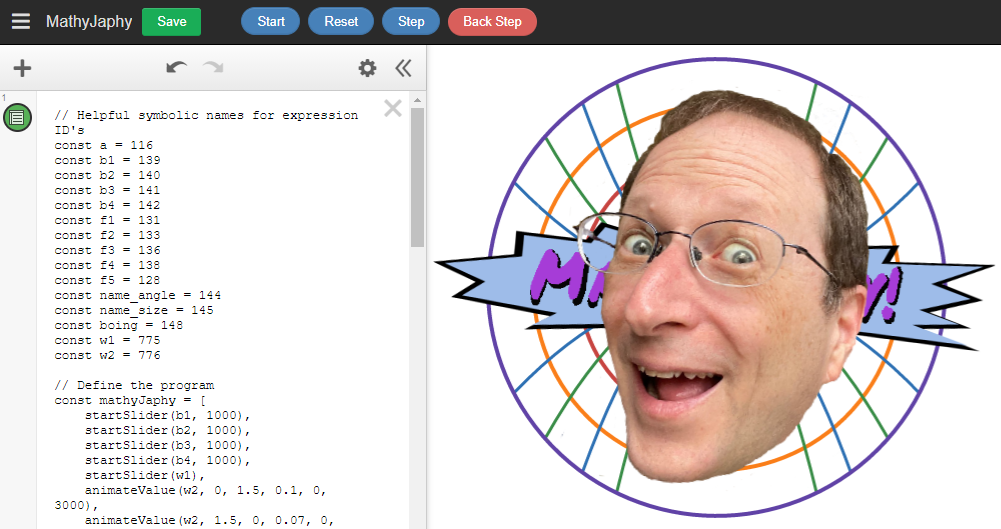 MathyJaphy Save Start Reset Step Back Step
1
// Helpful symbolic names for expression
ID's
const a = 116
const b1 = 139
const b2 = 140
const b3 = 141
const b4 = 142
const f1 = 131
const f2 = 133
const f3 = 136
const f4 = 138
const f5 = 128
const name_angle = 144
const name_size = 145
const boing = 148
const w1 = 775
const w2 = 776
// Define the program
const mathyJaphy = [
startSlider(b1, 1000),
startSlider(b2, 1000),
startSlider(b3, 1000),
startSlider(b4, 1000),
startSlider(w1),
animateValue(w2, 0, 1.5, 0.1, 0,
3000),
animateValue(w2, 1.5, 0, 0.07, 0,